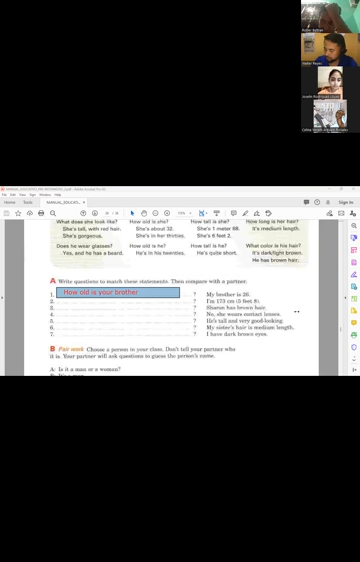 Home Tools MANUAL_EDUCATI... Sign In
What does she look like? How old is she? How tall is she? How long is her hair?
She's tall, with red hair. She's about 32. She's 1 meter 88. It's medium length.
She's gorgeous. She's in her thirties. She's 6 feet 2.
Does he wear glasses? How old is he? How tall is he? What color is his hair?
Yes, and he has a beard. He's in his twenties. He's quite short. It's dark/light brown.
He has brown hair.
A Write questions to match these statements. Then compare with a partner.
1. How old is your brother ? My brother is 26.
2. ? I'm 173 cm (5 feet 8).
3. ? Sharon has brown hair.
4. ? No, she wears contact lenses.
5. ? He's tall and very good-looking.
6. ? My sister's hair is medium length.
7. ? I have dark brown eyes.
B Pair work Choose a person in your class. Don't tell your partner who
it is. Your partner will ask questions to guess the person's name.
A: Is it a man or a woman?
B: It's a man.